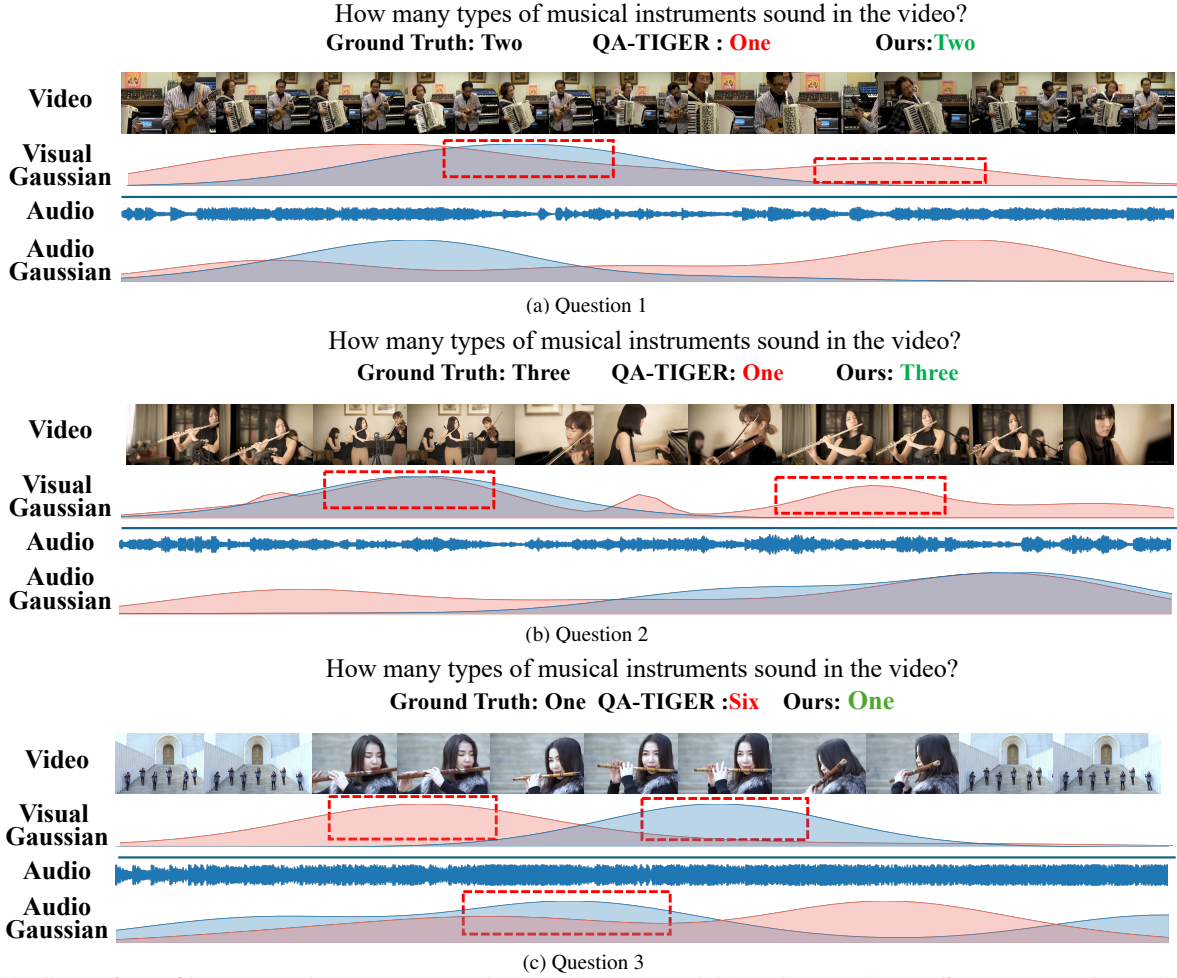 How many types of musical instruments sound in the video?
Ground Truth: Two QA-TIGER : One Ours:Two
Video
Visual
Gaussian
Audio
Audio
Gaussian
(a) Question 1
How many types of musical instruments sound in the video?
Ground Truth: Three QA-TIGER: One Ours: Three
Video
Visual
Gaussian
Audio
Audio
Gaussian
(b) Question 2
How many types of musical instruments sound in the video?
Ground Truth: One QA-TIGER :Six Ours: One
Video
Visual
Gaussian
Audio
Audio
Gaussian
(c) Question 3